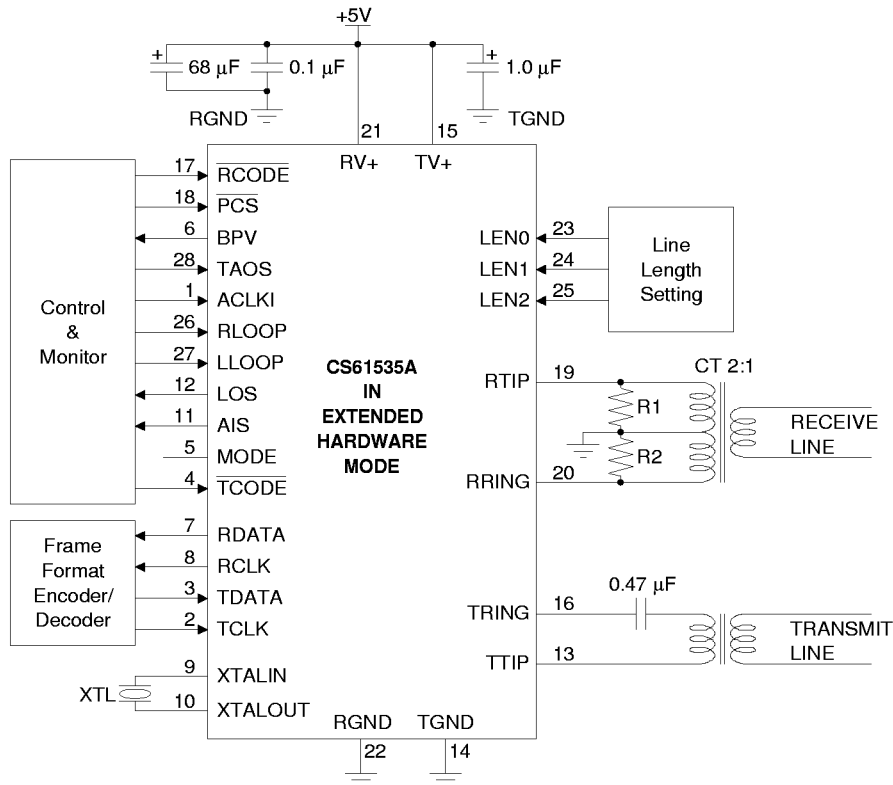 +5V
+
68 μF
0.1 μF
+
1.0 μF
RGND
TGND
21
15
RV+
TV+
Control
&
Monitor
17
RCODE
18
PCS
6
BPV
28
TAOS
1
ACLKI
26
RLOOP
27
LLOOP
12
LOS
11
AIS
5
MODE
4
TCODE
Frame
Format
Encoder/
Decoder
7
RDATA
8
RCLK
3
TDATA
2
TCLK
XTL
9
XTALIN
10
XTALOUT
CS61535A
IN
EXTENDED
HARDWARE
MODE
LEN0
23
LEN1
24
LEN2
25
Line
Length
Setting
RTIP
19
R1
R2
CT 2:1
RECEIVE
LINE
RRING
20
TRING
16
0.47 μF
TTIP
13
TRANSMIT
LINE
RGND
TGND
22
14